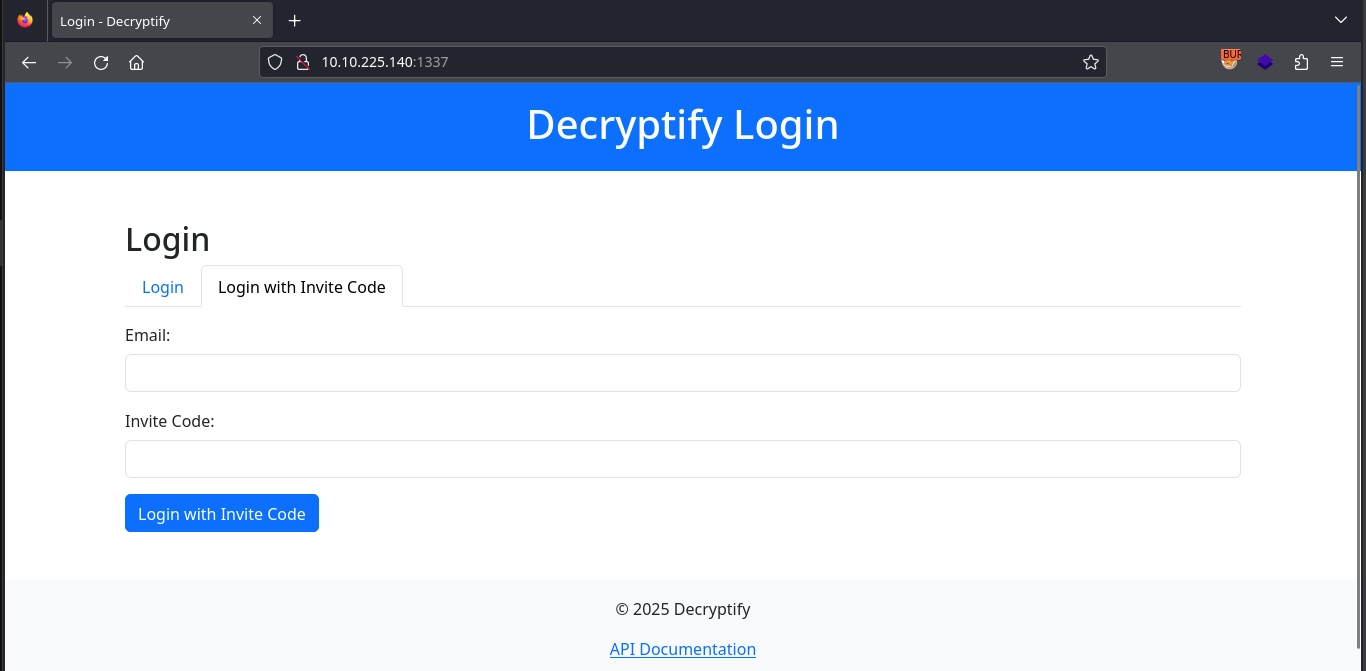 Login - Decryptify
10.10.225.140:1337
BUR
Decryptify Login
Login
Login
Login with Invite Code
Email:
Invite Code:
Login with Invite Code
© 2025 Decryptify
API Documentation